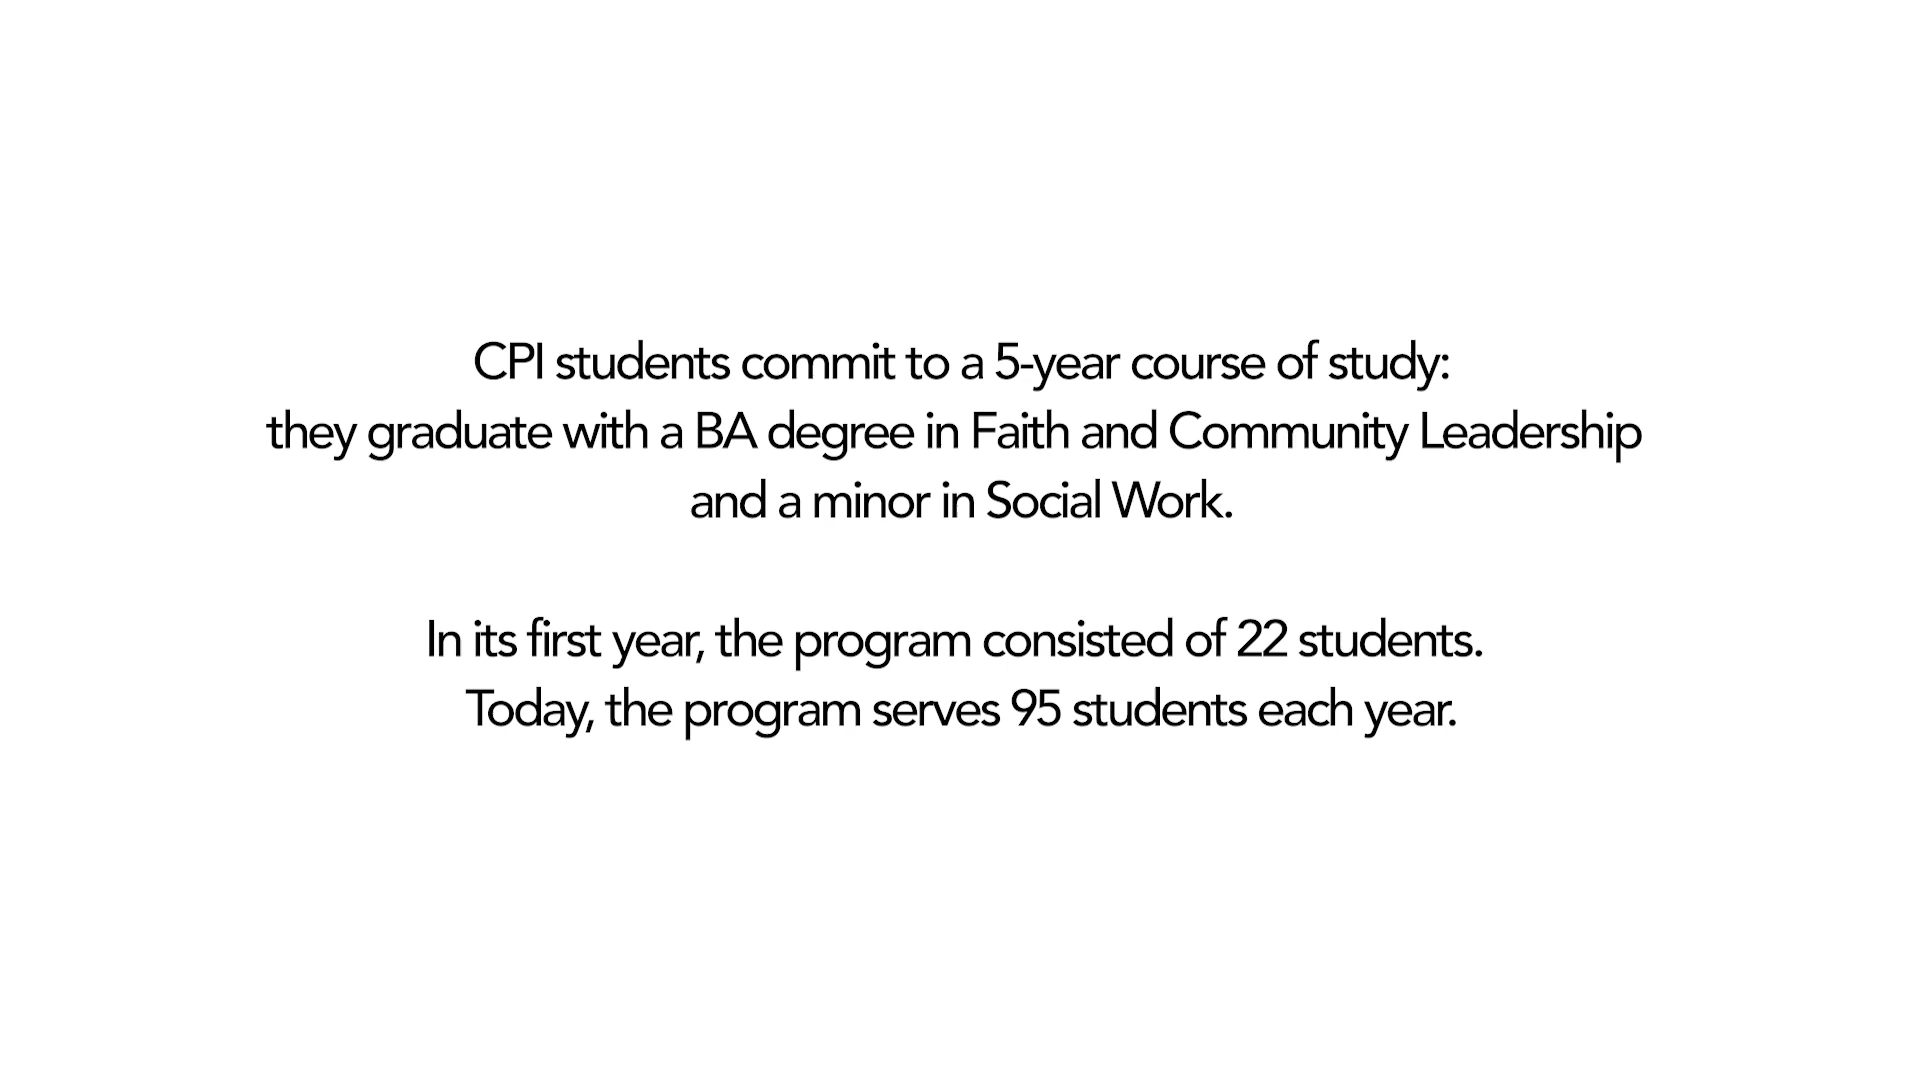 CPI students commit to a 5-year course of study:
they graduate with a BA degree in Faith and Community Leadership
and a minor in Social Work.
In its first year, the program consisted of 22 students.
Today, the program serves 95 students each year.